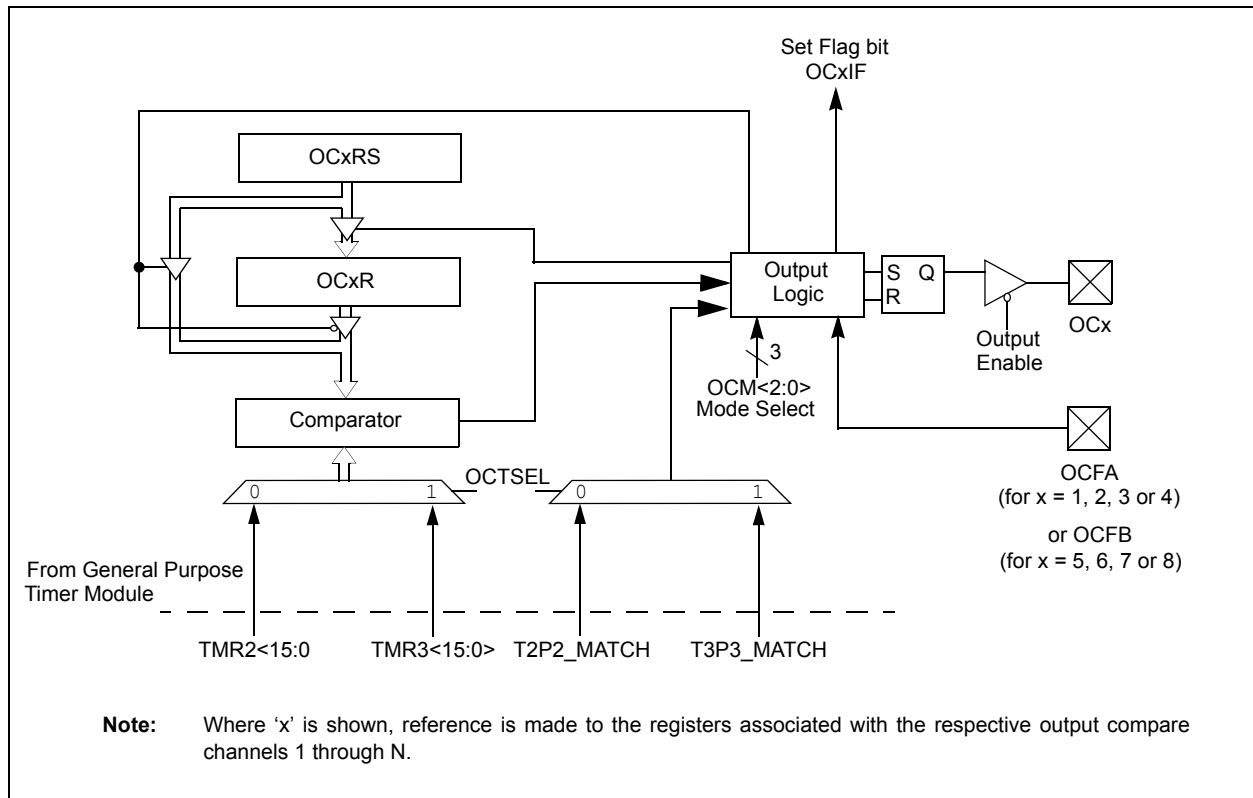 Set Flag bit
OCxIF
OCxRS
OCxR
Output
Logic
S Q
R
OCx
Output
Enable
3
OCM<2:0>
Mode Select
Comparator
OCTSEL
0 1
0 1
OCFA
(for x = 1, 2, 3 or 4)
or OCFB
(for x = 5, 6, 7 or 8)
From General Purpose
Timer Module
TMR2<15:0 TMR3<15:0> T2P2_MATCH T3P3_MATCH
Note: Where ‘x’ is shown, reference is made to the registers associated with the respective output compare
channels 1 through N.